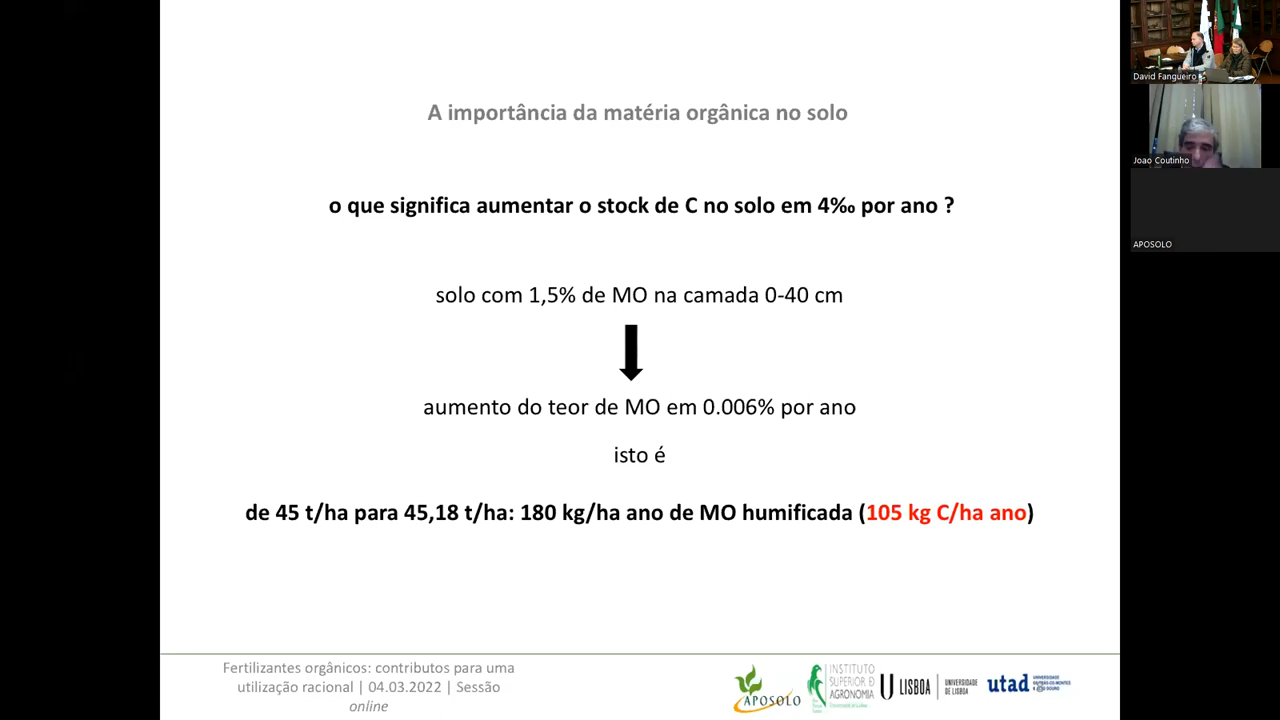 A importância da matéria orgânica no solo
o que significa aumentar o stock de C no solo em 4‰ por ano ?
solo com 1,5% de MO na camada 0-40 cm
aumento do teor de MO em 0.006% por ano
isto é
de 45 t/ha para 45,18 t/ha: 180 kg/ha ano de MO humificada (105 kg C/ha ano)
Fertilizantes orgânicos: contributos para uma
utilização racional | 04.03.2022 | Sessão
online
APOSOLO
INSTITUTO
SUPERIOR D
AGRONOMIA
LISBOA
UNIVERSIDADE
DE LISBOA
utad
David Fangueiro
Joao Coutinho
APOSOLO